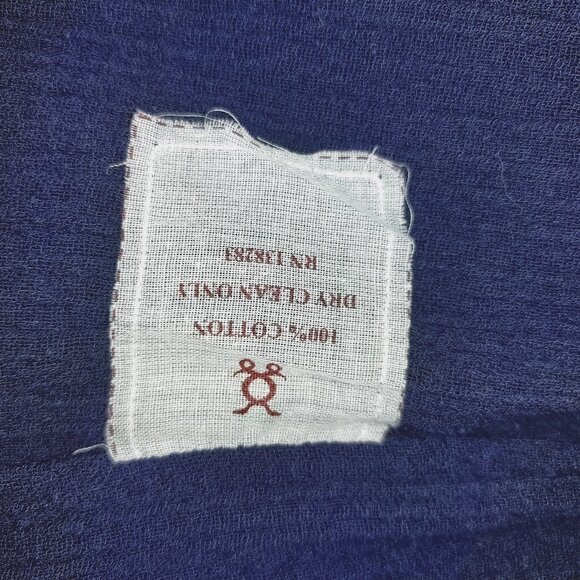 100% COTTON
DRY CLEAN ONLY
RN 138283